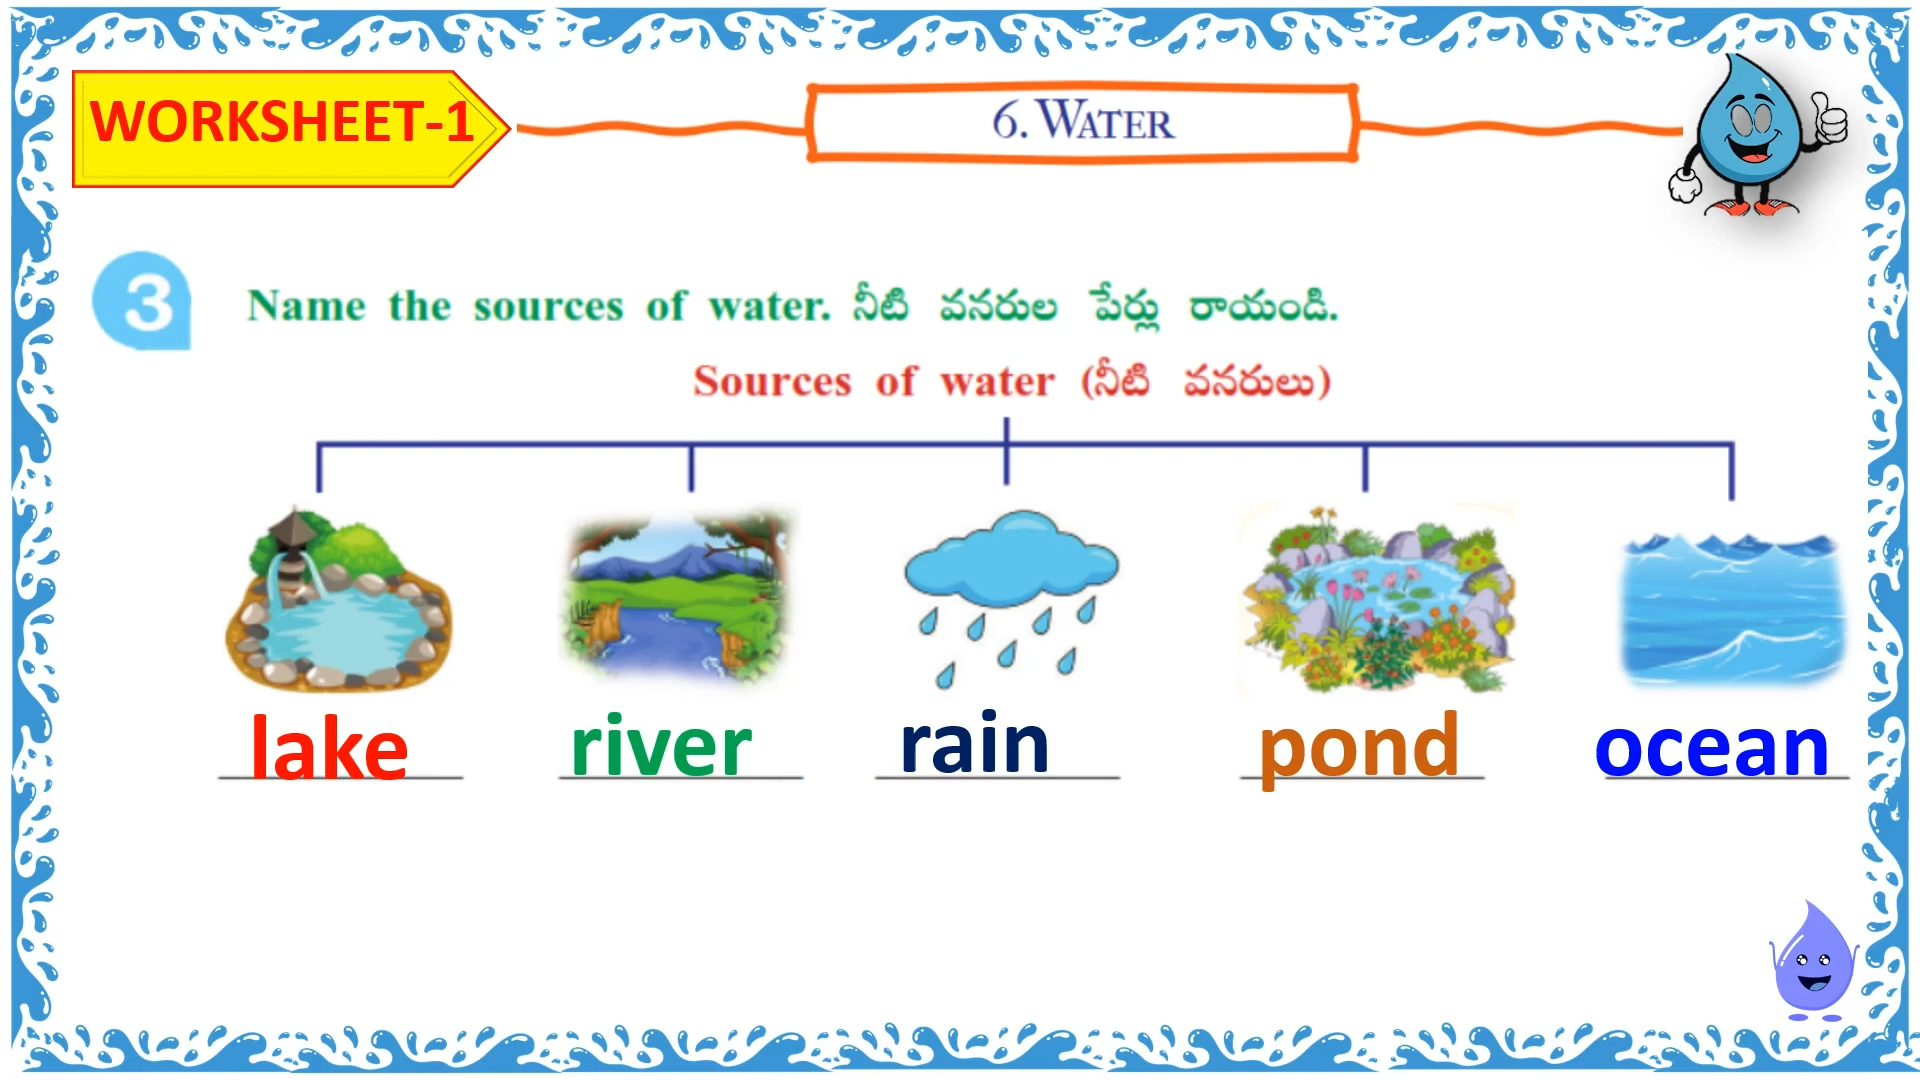 WORKSHEET-1
6. WATER
3
Name the sources of water. నీటి వనరుల పేర్లు రాయండి.
Sources of water (నీటి వనరులు)
lake river rain pond ocean